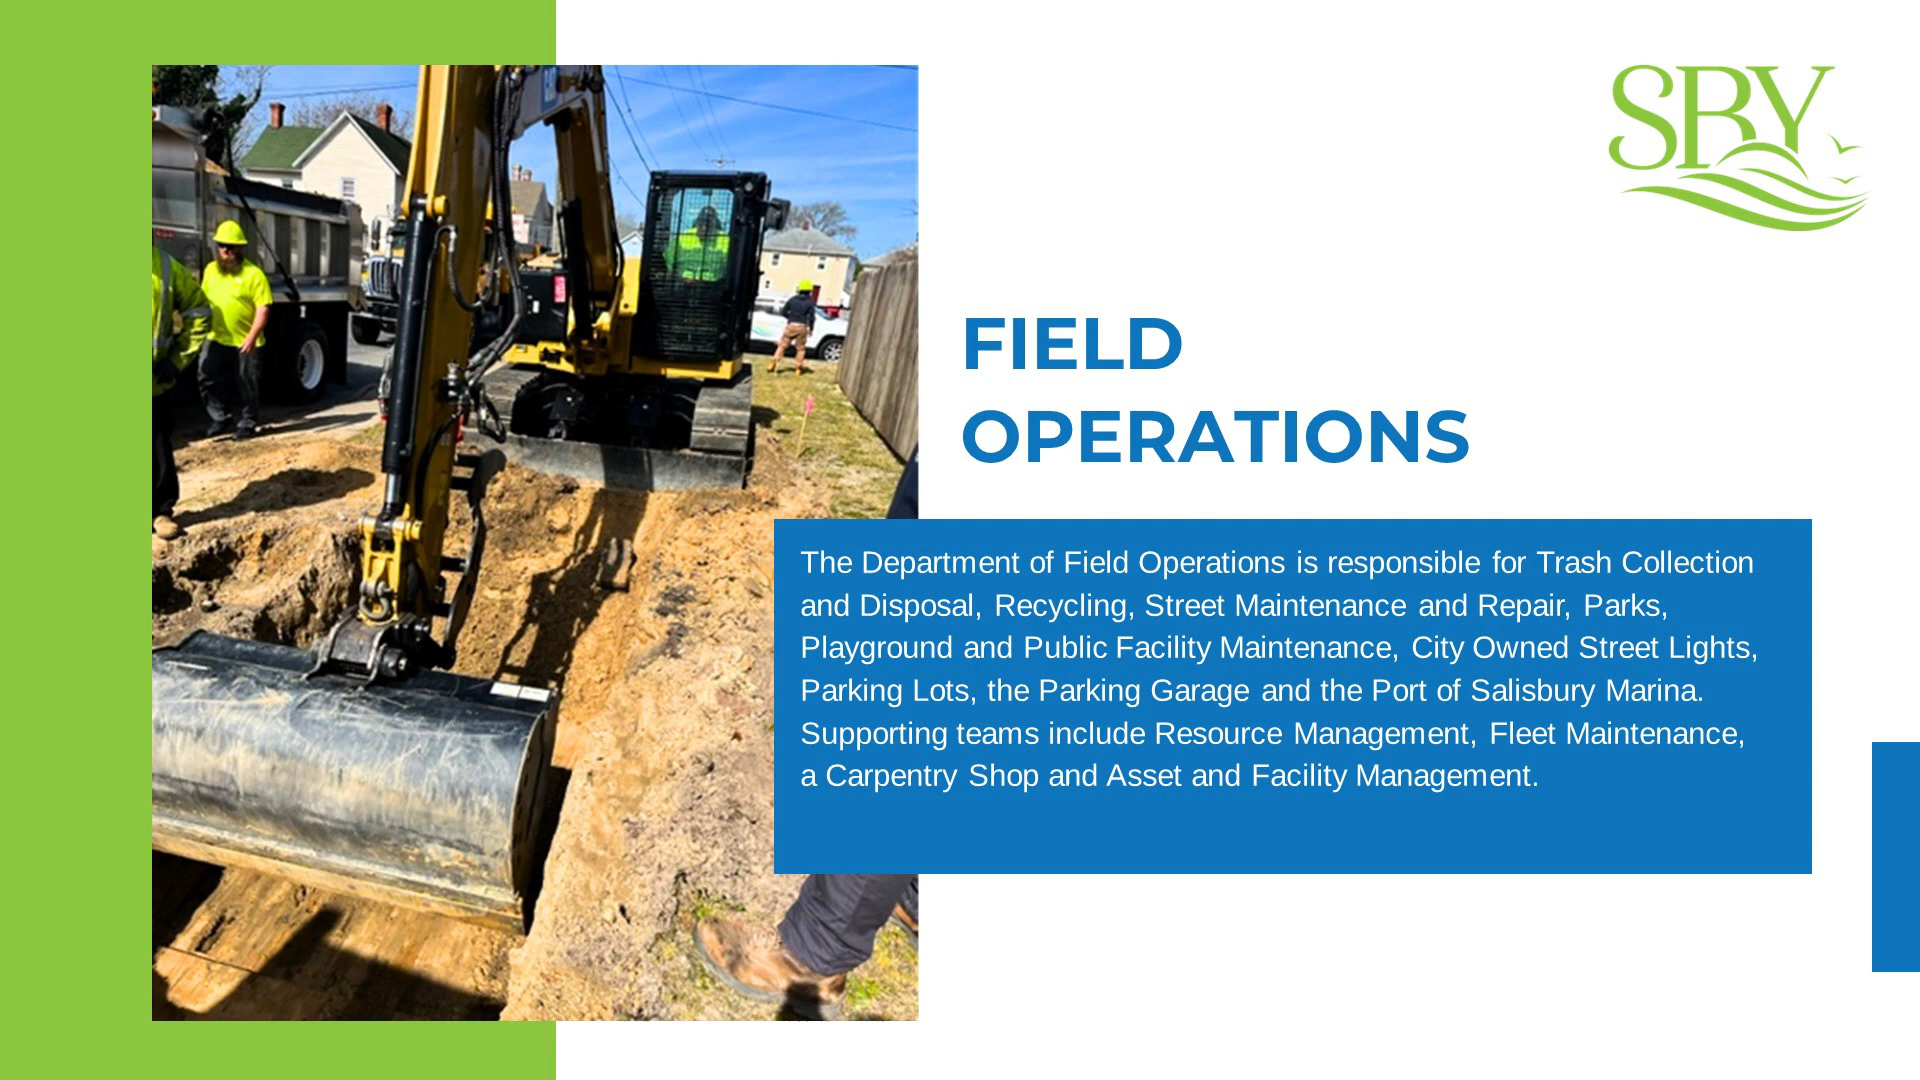 SBY
FIELD
OPERATIONS
The Department of Field Operations is responsible for Trash Collection
and Disposal, Recycling, Street Maintenance and Repair, Parks,
Playground and Public Facility Maintenance, City Owned Street Lights,
Parking Lots, the Parking Garage and the Port of Salisbury Marina.
Supporting teams include Resource Management, Fleet Maintenance,
a Carpentry Shop and Asset and Facility Management.